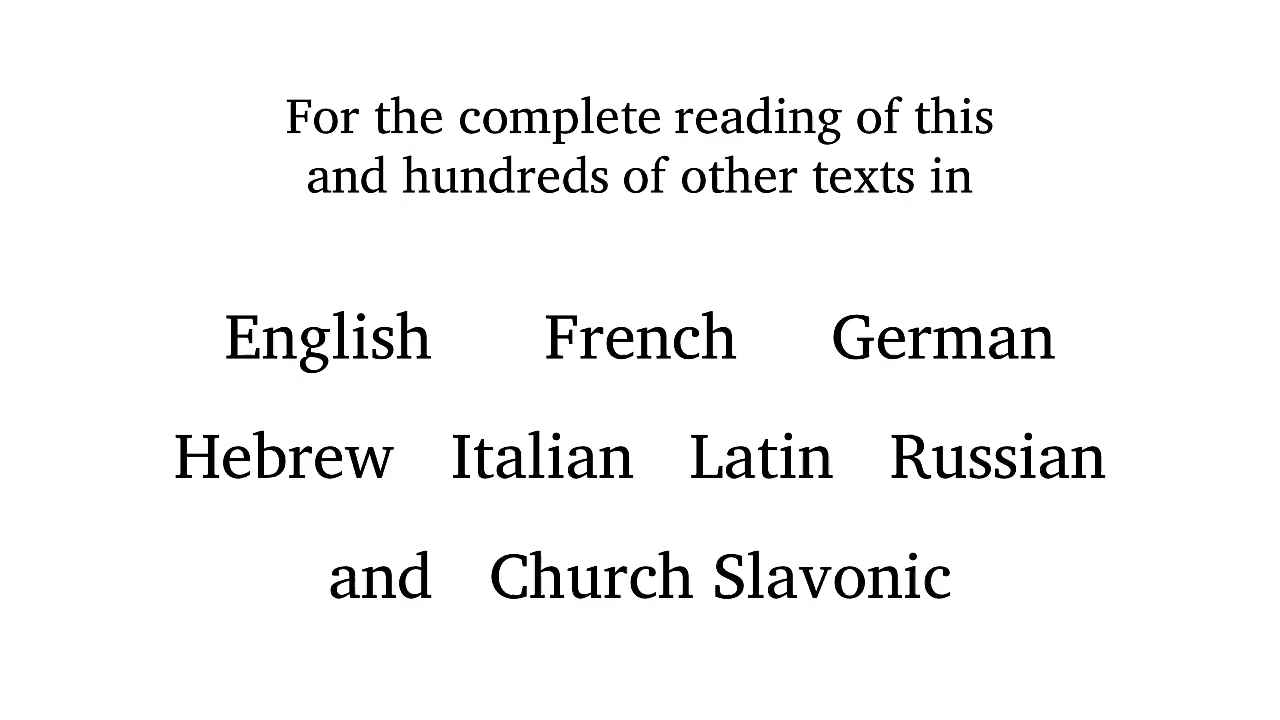 For the complete reading of this
and hundreds of other texts in
English French German
Hebrew Italian Latin Russian
and Church Slavonic